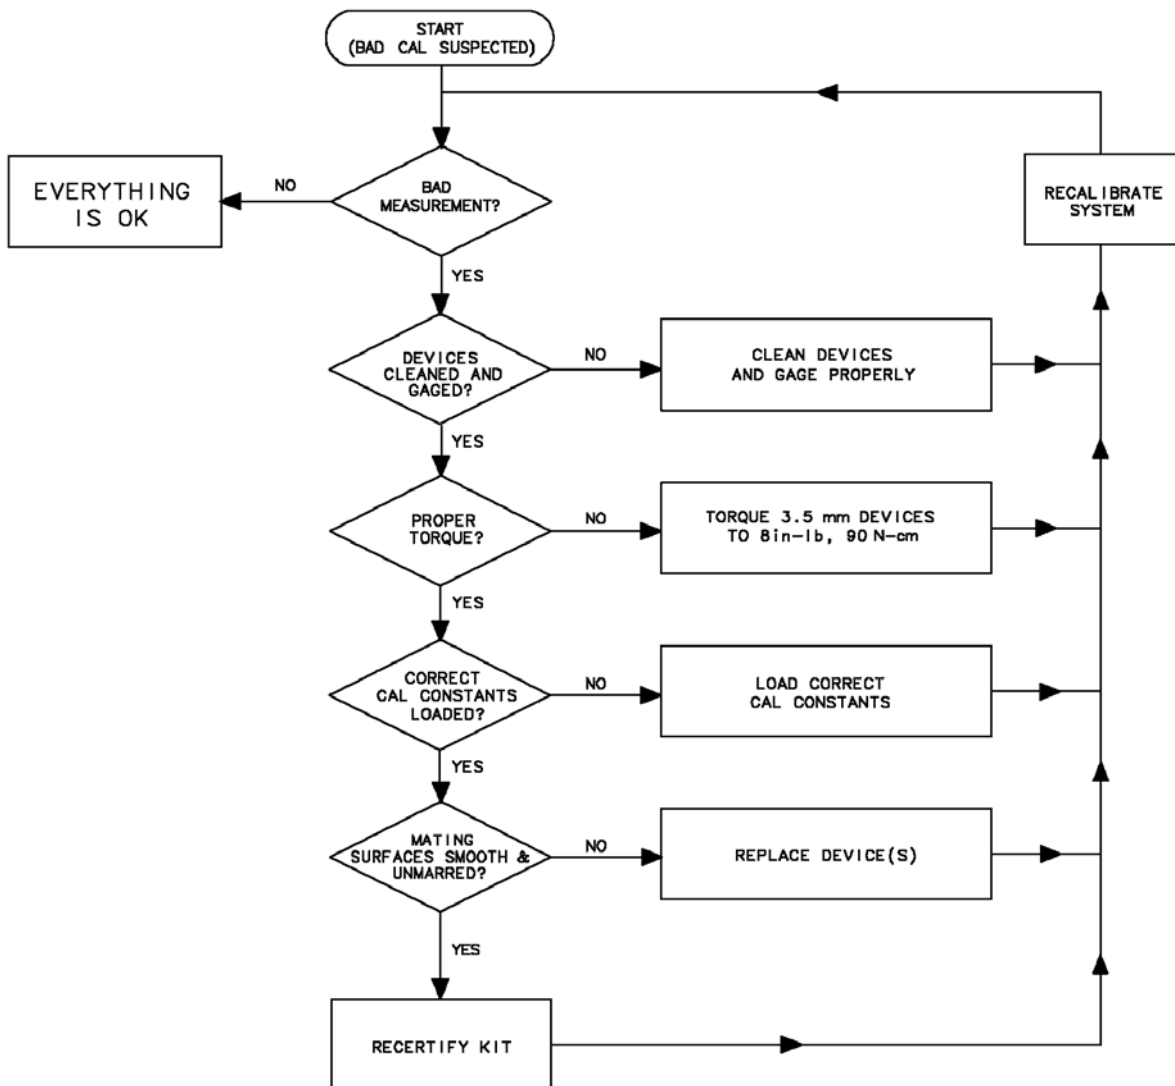 START
(BAD CAL SUSPECTED)
EVERYTHING
IS OK
NO
BAD
MEASUREMENT?
RECALIBRATE
SYSTEM
YES
DEVICES
CLEANED AND
GAGED?
NO
CLEAN DEVICES
AND GAGE PROPERLY
YES
PROPER
TORQUE?
NO
TORQUE 3.5 mm DEVICES
TO 8in-lb, 90 N-cm
YES
CORRECT
CAL CONSTANTS
LOADED?
NO
LOAD CORRECT
CAL CONSTANTS
YES
MATING
SURFACES SMOOTH &
UNMARRED?
NO
REPLACE DEVICE(S)
YES
RECERTIFY KIT